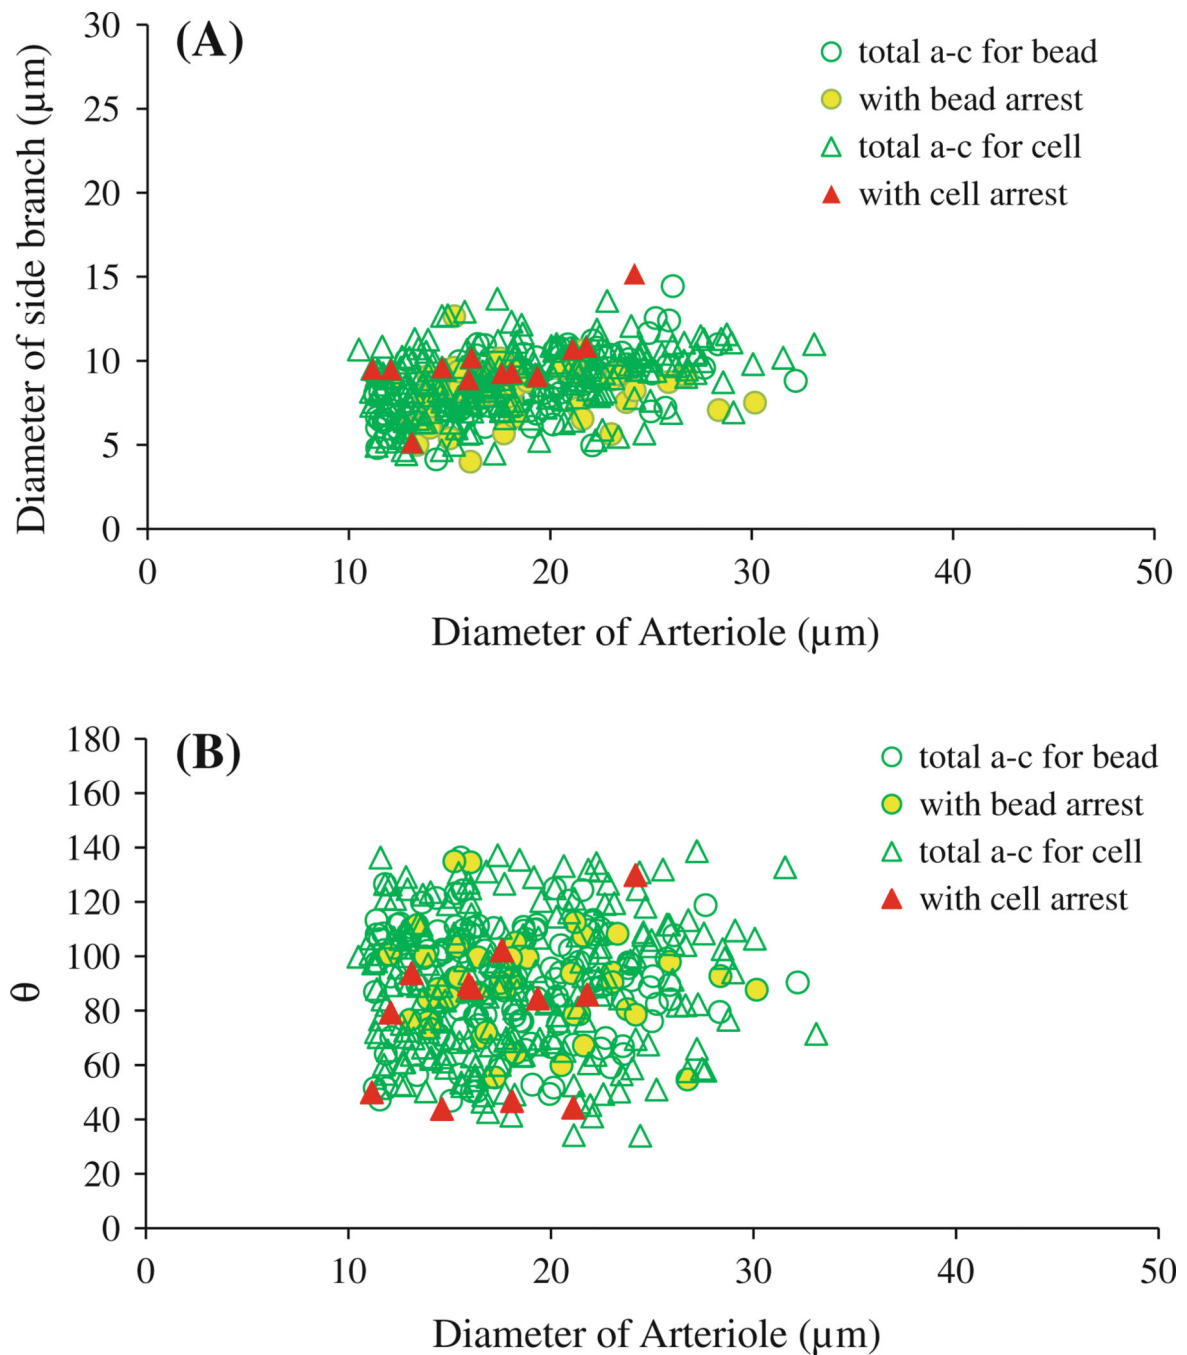 (A)
30
25
20
15
10
5
0
Diameter of side branch (µm)
total a-c for bead
with bead arrest
total a-c for cell
with cell arrest
0 10 20 30 40 50
Diameter of Arteriole (µm)
(B)
180
160
140
120
100
80
60
40
20
0
θ
total a-c for bead
with bead arrest
total a-c for cell
with cell arrest
0 10 20 30 40 50
Diameter of Arteriole (µm)